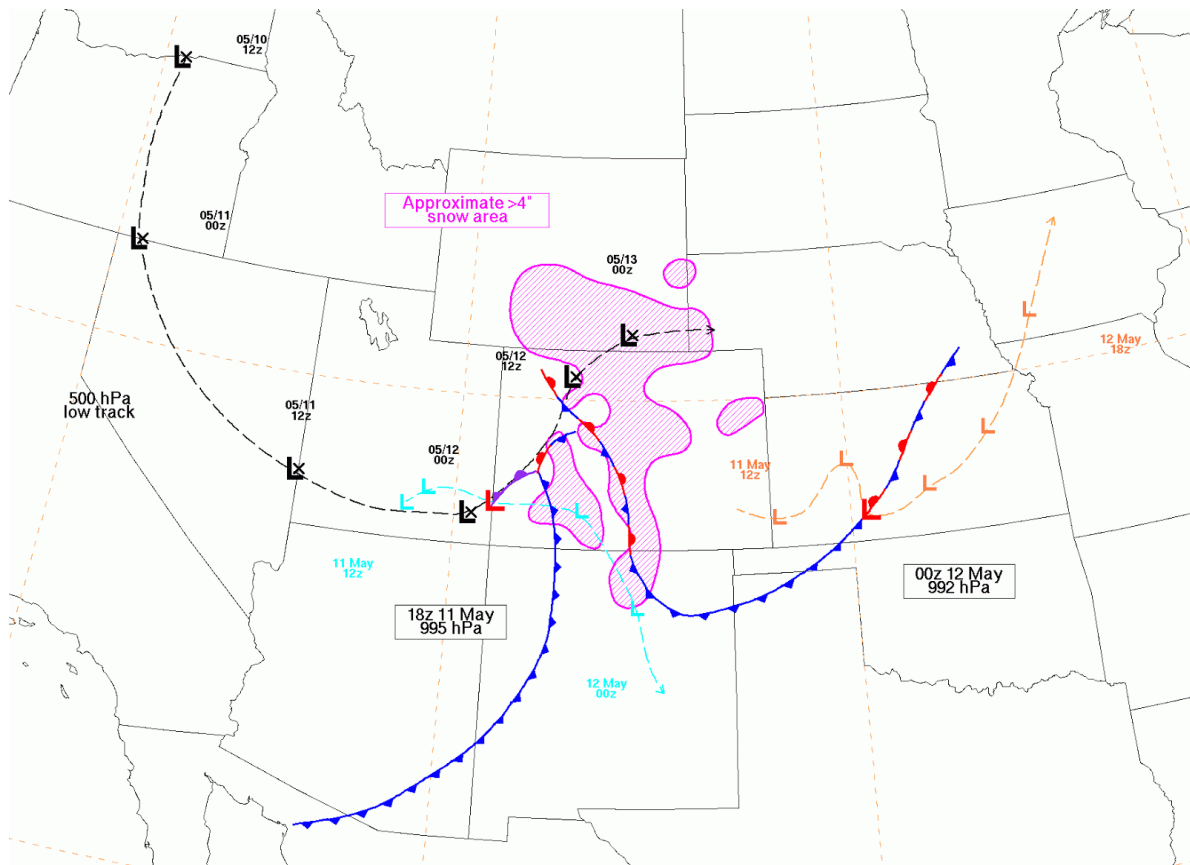 05/10
12z
L
×
05/11
00z
L
×
Approximate >4"
snow area
05/13
00z
L
×
12 May
18z
L
05/12
12z
L
×
500 hPa
low track
05/11
12z
L
×
05/12
00z
L
×
L
L
L
L
L
11 May
12z
L
L
L
L
L
L
11 May
12z
18z 11 May
995 hPa
00z 12 May
992 hPa
12 May
00z